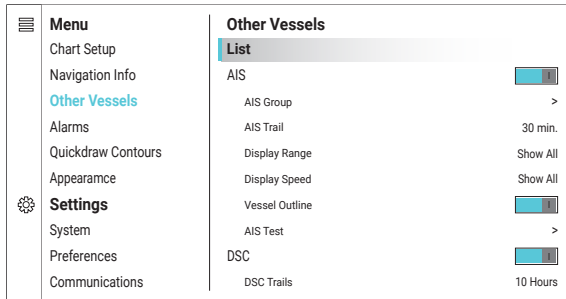 Menu
Chart Setup
Navigation Info
Other Vessels
Alarms
Quickdraw Contours
Appearamce
Settings
System
Preferences
Communications
Other Vessels
List
AIS
AIS Group >
AIS Trail 30 min.
Display Range Show All
Display Speed Show All
Vessel Outline
AIS Test >
DSC
DSC Trails 10 Hours